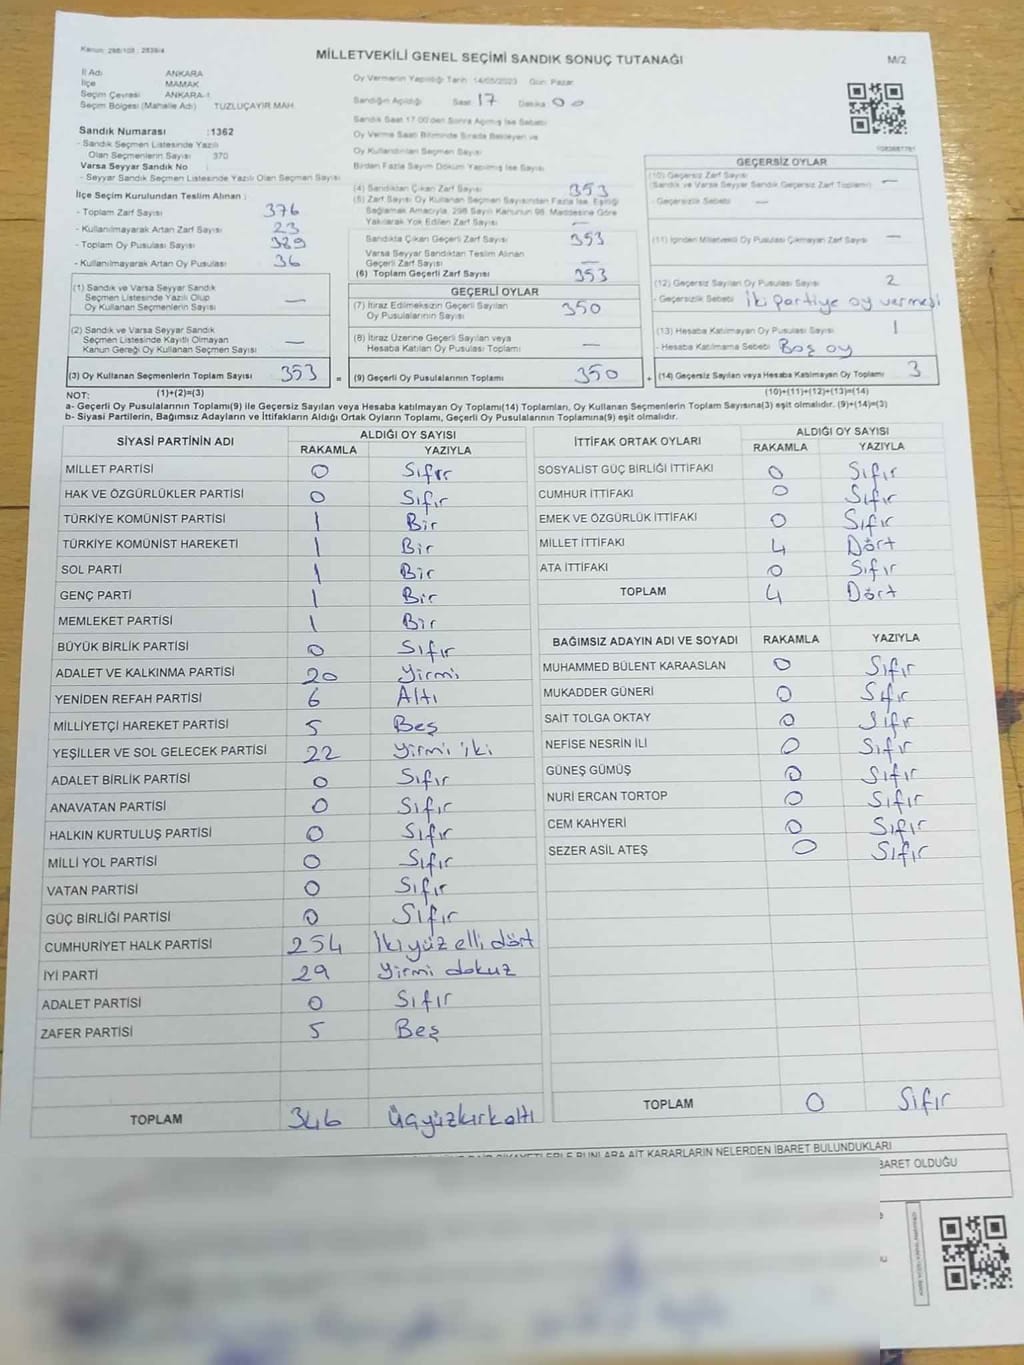 Kanun: 298/105 ; 2839/4
MİLLETVEKİLİ GENEL SEÇİMİ SANDIK SONUÇ TUTANAĞI
M/2
İl Adı ANKARA
İlçe MAMAK
Seçim Çevresi ANKARA-1
Seçim Bölgesi (Mahalle Adı) TUZLUÇAYIR MAH
Sandık Numarası :1362
- Sandık Seçmen Listesinde Yazılı
Olan Seçmenlerin Sayısı 370
Varsa Seyyar Sandık No :
- Seyyar Sandık Seçmen Listesinde Yazılı Olan Seçmen Sayısı
İlçe Seçim Kurulundan Teslim Alınan :
- Toplam Zarf Sayısı 376
- Kullanılmayarak Artan Zarf Sayısı 23
- Toplam Oy Pusulası Sayısı 389
- Kullanılmayarak Artan Oy Pusulası 36
(1) Sandık ve Varsa Seyyar Sandık
Seçmen Listesinde Yazılı Olup
Oy Kullanan Seçmenlerin Sayısı —
(2) Sandık ve Varsa Seyyar Sandık
Seçmen Listesinde Kayıtlı Olmayan
Kanun Gereği Oy Kullanan Seçmen Sayısı —
(3) Oy Kullanan Seçmenlerin Toplam Sayısı 353 =
(1)+(2)=(3)
Oy Vermenin Yapıldığı Tarih 14/05/2023 Gün Pazar
Sandığın Açıldığı Saat 17 Dakika 00
Sandık Saat 17.00'den Sonra Açılmış İse Sebebi
Oy Verme Saati Bitiminde Sırada Bekleyen ve
Oy Kullandırılan Seçmen Sayısı
Birden Fazla Sayım Döküm Yapılmış İse Sayısı
(4) Sandıktan Çıkan Zarf Sayısı 353
(5) Zarf Sayısı Oy Kullanan Seçmen Sayısından Fazla İse, Eşitliği
Sağlamak Amacıyla, 298 Sayılı Kanunun 98. Maddesine Göre
Yakılarak Yok Edilen Zarf Sayısı —
Sandıkta Çıkan Geçerli Zarf Sayısı 353
Varsa Seyyar Sandıktan Teslim Alınan
Geçerli Zarf Sayısı —
(6) Toplam Geçerli Zarf Sayısı 353
GEÇERLİ OYLAR
(7) İtiraz Edilmeksizin Geçerli Sayılan
Oy Pusulalarının Sayısı 350
(8) İtiraz Üzerine Geçerli Sayılan veya
Hesaba Katılan Oy Pusulası Toplamı —
(9) Geçerli Oy Pusulalarının Toplamı 350 +
GEÇERSİZ OYLAR
(10) Geçersiz Zarf Sayısı
(Sandık ve Varsa Seyyar Sandık Geçersiz Zarf Toplamı) —
- Geçersizlik Sebebi —
(11) İçinden Milletvekili Oy Pusulası Çıkmayan Zarf Sayısı —
(12) Geçersiz Sayılan Oy Pusulası Sayısı 2
- Geçersizlik Sebebi İki partiye oy vermesi
(13) Hesaba Katılmayan Oy Pusulası Sayısı 1
- Hesaba Katılmama Sebebi Boş oy
(14) Geçersiz Sayılan veya Hesaba Katılmayan Oy Toplamı 3
(10)+(11)+(12)+(13)=(14)
NOT:
a- Geçerli Oy Pusulalarının Toplamı(9) ile Geçersiz Sayılan veya Hesaba katılmayan Oy Toplamı(14) Toplamları, Oy Kullanan Seçmenlerin Toplam Sayısına(3) eşit olmalıdır. (9)+(14)=(3)
b- Siyasi Partilerin, Bağımsız Adayların ve İttifakların Aldığı Ortak Oyların Toplamı, Geçerli Oy Pusulalarının Toplamına(9) eşit olmalıdır.
SİYASİ PARTİNİN ADI ALDIĞI OY SAYISI
RAKAMLA YAZIYLA
MİLLET PARTİSİ 0 Sıfır
HAK VE ÖZGÜRLÜKLER PARTİSİ 0 Sıfır
TÜRKİYE KOMÜNİST PARTİSİ 1 Bir
TÜRKİYE KOMÜNİST HAREKETİ 1 Bir
SOL PARTİ 1 Bir
GENÇ PARTİ 1 Bir
MEMLEKET PARTİSİ 1 Bir
BÜYÜK BİRLİK PARTİSİ 0 Sıfır
ADALET VE KALKINMA PARTİSİ 20 Yirmi
YENİDEN REFAH PARTİSİ 6 Altı
MİLLİYETÇİ HAREKET PARTİSİ 5 Beş
YEŞİLLER VE SOL GELECEK PARTİSİ 22 Yirmi iki
ADALET BİRLİK PARTİSİ 0 Sıfır
ANAVATAN PARTİSİ 0 Sıfır
HALKIN KURTULUŞ PARTİSİ 0 Sıfır
MİLLİ YOL PARTİSİ 0 Sıfır
VATAN PARTİSİ 0 Sıfır
GÜÇ BİRLİĞİ PARTİSİ 0 Sıfır
CUMHURİYET HALK PARTİSİ 254 İki yüz elli dört
İYİ PARTİ 29 Yirmi dokuz
ADALET PARTİSİ 0 Sıfır
ZAFER PARTİSİ 5 Beş
TOPLAM 346 Üçyüzkırkaltı
İTTİFAK ORTAK OYLARI ALDIĞI OY SAYISI
RAKAMLA YAZIYLA
SOSYALİST GÜÇ BİRLİĞİ İTTİFAKI 0 Sıfır
CUMHUR İTTİFAKI 0 Sıfır
EMEK VE ÖZGÜRLÜK İTTİFAKI 0 Sıfır
MİLLET İTTİFAKI 4 Dört
ATA İTTİFAKI 0 Sıfır
TOPLAM 4 Dört
BAĞIMSIZ ADAYIN ADI VE SOYADI RAKAMLA YAZIYLA
MUHAMMED BÜLENT KARAASLAN 0 Sıfır
MUKADDER GÜNERİ 0 Sıfır
SAİT TOLGA OKTAY 0 Sıfır
NEFİSE NESRİN İLİ 0 Sıfır
GÜNEŞ GÜMÜŞ 0 Sıfır
NURİ ERCAN TORTOP 0 Sıfır
CEM KAHYERİ 0 Sıfır
SEZER ASİL ATEŞ 0 Sıfır
TOPLAM 0 Sıfır
BUNLARA AİT KARARLARIN NELERDEN İBARET BULUNDUKLARI
BARET OLDUĞU